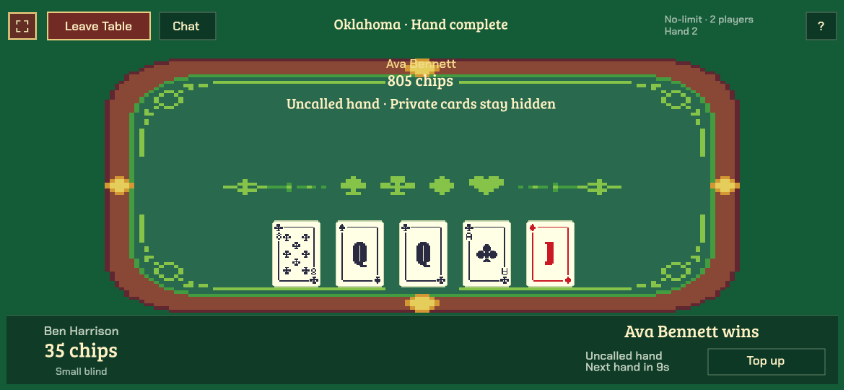 Leave Table
Chat
Oklahoma · Hand complete
No-limit · 2 players
Hand 2
?
Ava Bennett
805 chips
Uncalled hand · Private cards stay hidden
8
8
Q
Q
A
A
J
Ben Harrison
35 chips
Small blind
Ava Bennett wins
Uncalled hand
Next hand in 9s
Top up